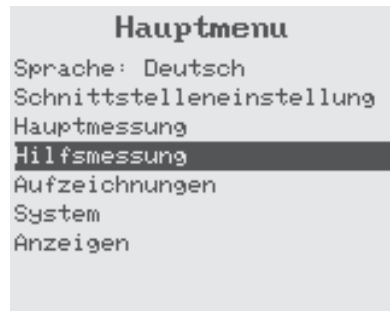 Hauptmenu
Sprache: Deutsch
Schnittstelleneinstellung
Hauptmessung
Hilfsmessung
Aufzeichnungen
System
Anzeigen